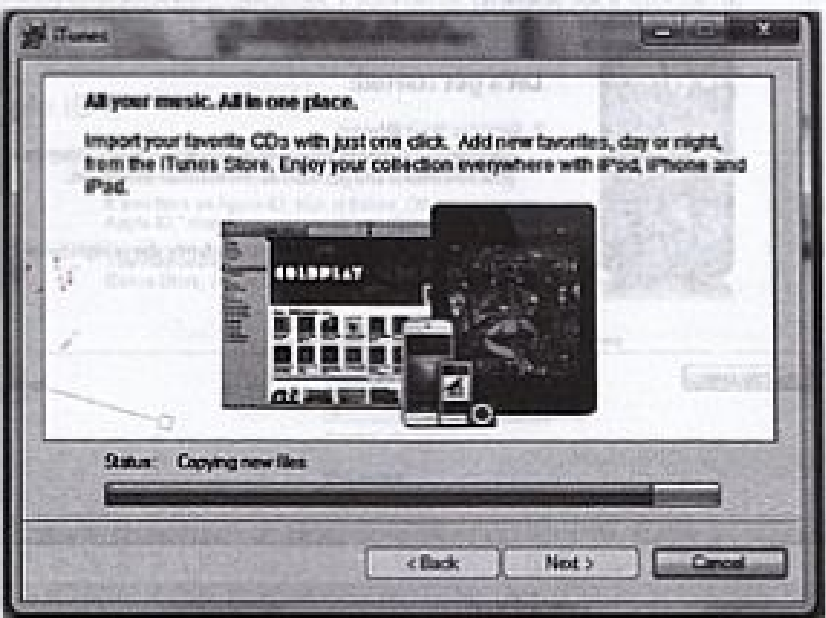 iTunes
All your music. All in one place.
Import your favorite CDs with just one click. Add new favorites, day or night,
from the iTunes Store. Enjoy your collection everywhere with iPod, iPhone and
iPad.
COLDPLAY
Status: Copying new files
< Back
Next >
Cancel